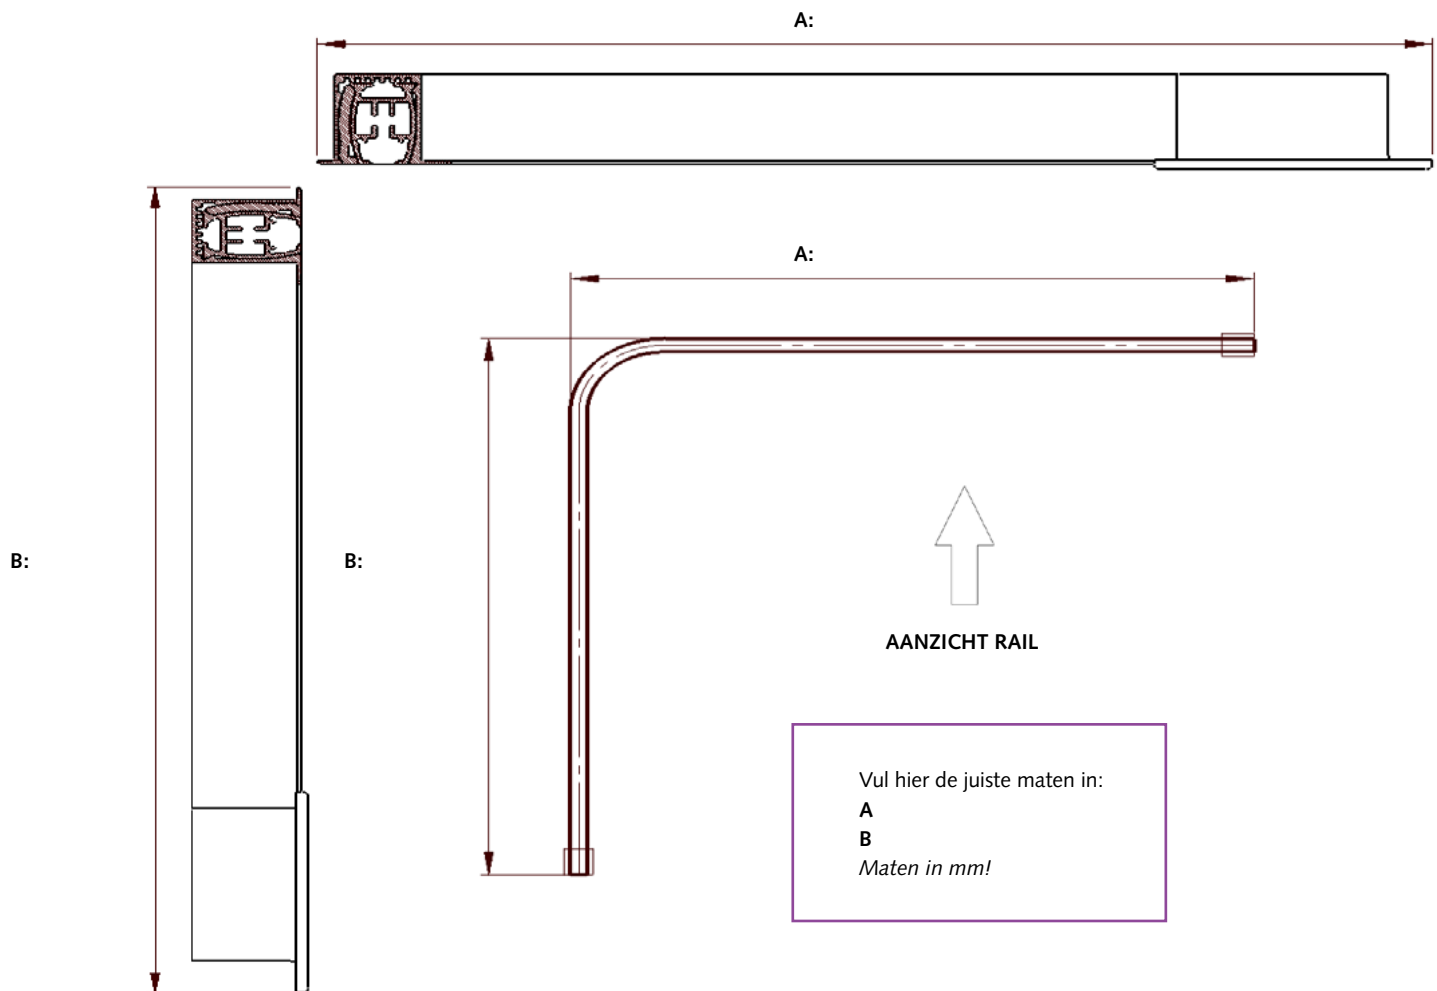 A:
A:
B:
B:
AANZICHT RAIL
Vul hier de juiste maten in:
A
B
Maten in mm!